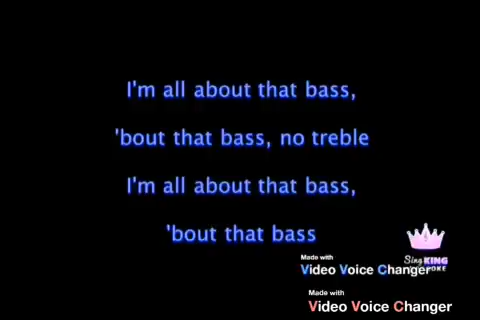 I'm all about that bass,
'bout that bass, no treble
I'm all about that bass,
'bout that bass
Sing KING
OKE
Made with
Video Voice Changer
Made with
Video Voice Changer